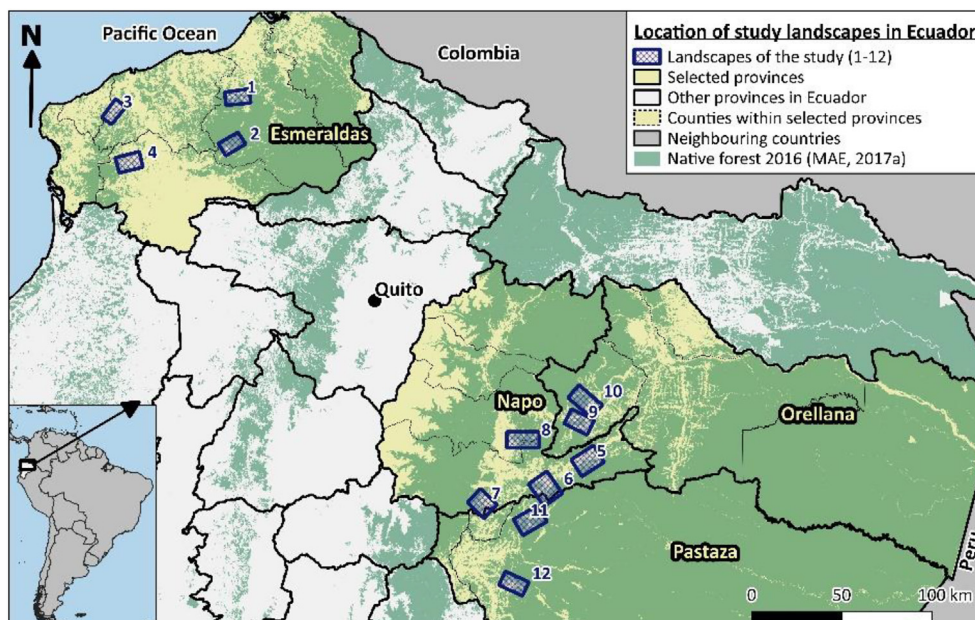 Pacific Ocean
Colombia
N
Location of study landscapes in Ecuador
Landscapes of the study (1-12)
Selected provinces
Other provinces in Ecuador
Counties within selected provinces
Neighbouring countries
Native forest 2016 (MAE, 2017a)
1
3
2
Esmeraldas
4
Quito
10
Napo
9
Orellana
8
5
6
7
11
Pastaza
12
Peru
0 50 100 km